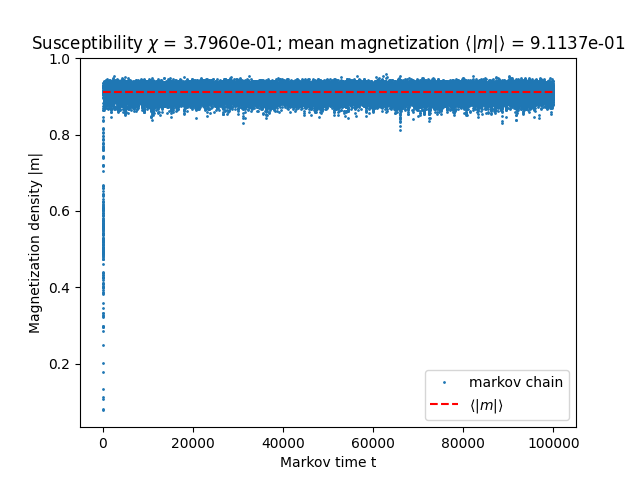 Susceptibility χ = 3.7960e-01; mean magnetization ⟨|m|⟩ = 9.1137e-01
1.0
0.8
0.6
0.4
0.2
Magnetization density |m|
0 20000 40000 60000 80000 100000
Markov time t
markov chain
⟨|m|⟩